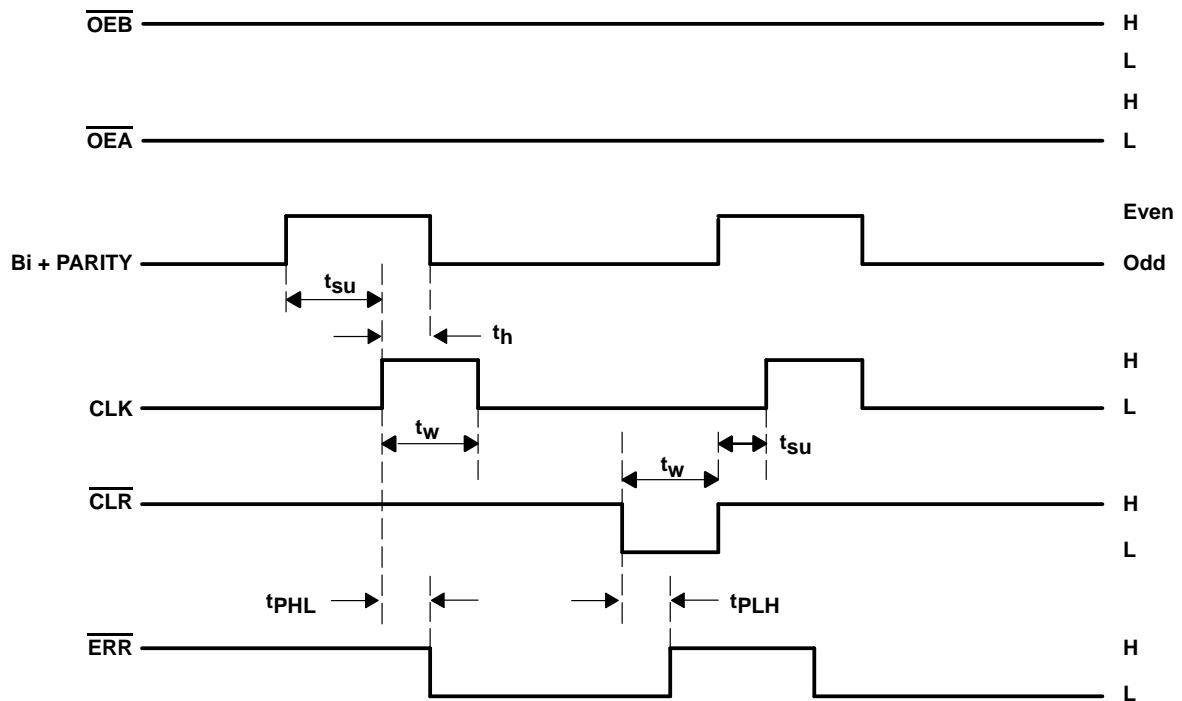 OEB H
L
H
OEA L
Even
Bi + PARITY Odd
tsu
th
H
CLK L
tw
tsu
tw
CLR H
L
tPHL tPLH
ERR H
L